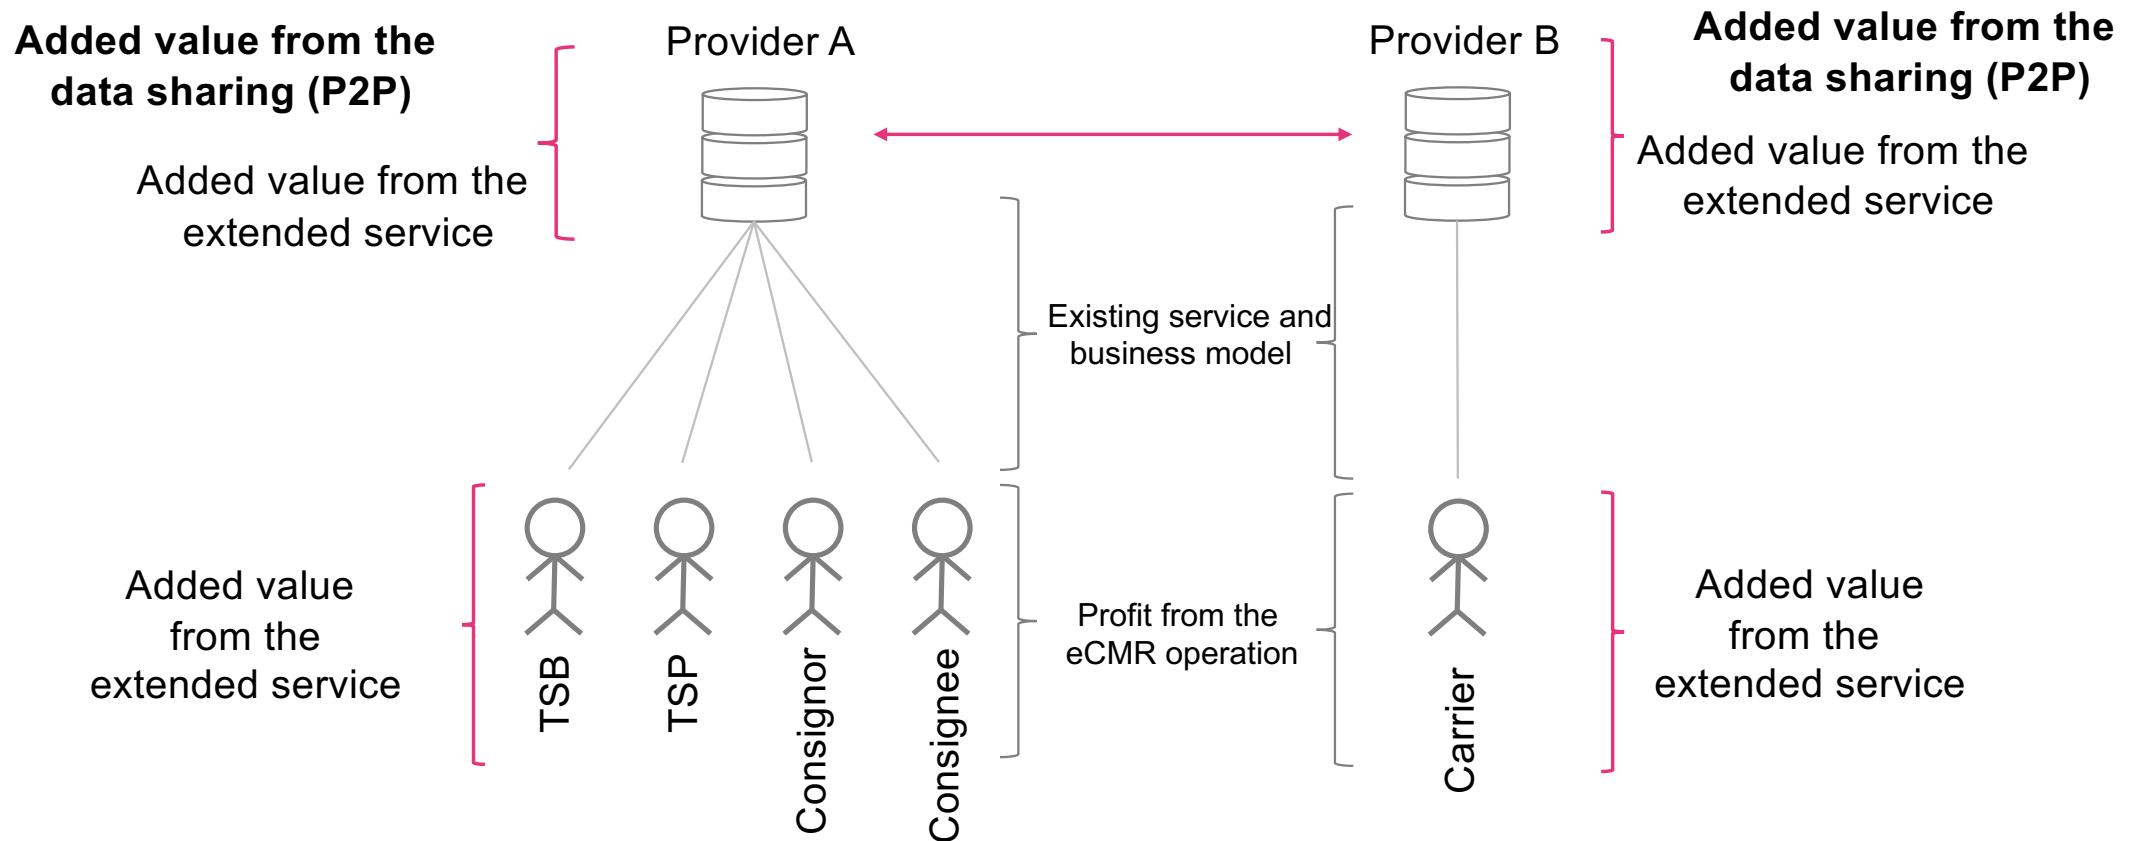 Added value from the
data sharing (P2P)
Added value from the
extended service
Provider A
Provider B
Added value from the
data sharing (P2P)
Added value from the
extended service
Existing service and
business model
Added value
from the
extended service
TSB
TSP
Consignor
Consignee
Profit from the
eCMR operation
Carrier
Added value
from the
extended service